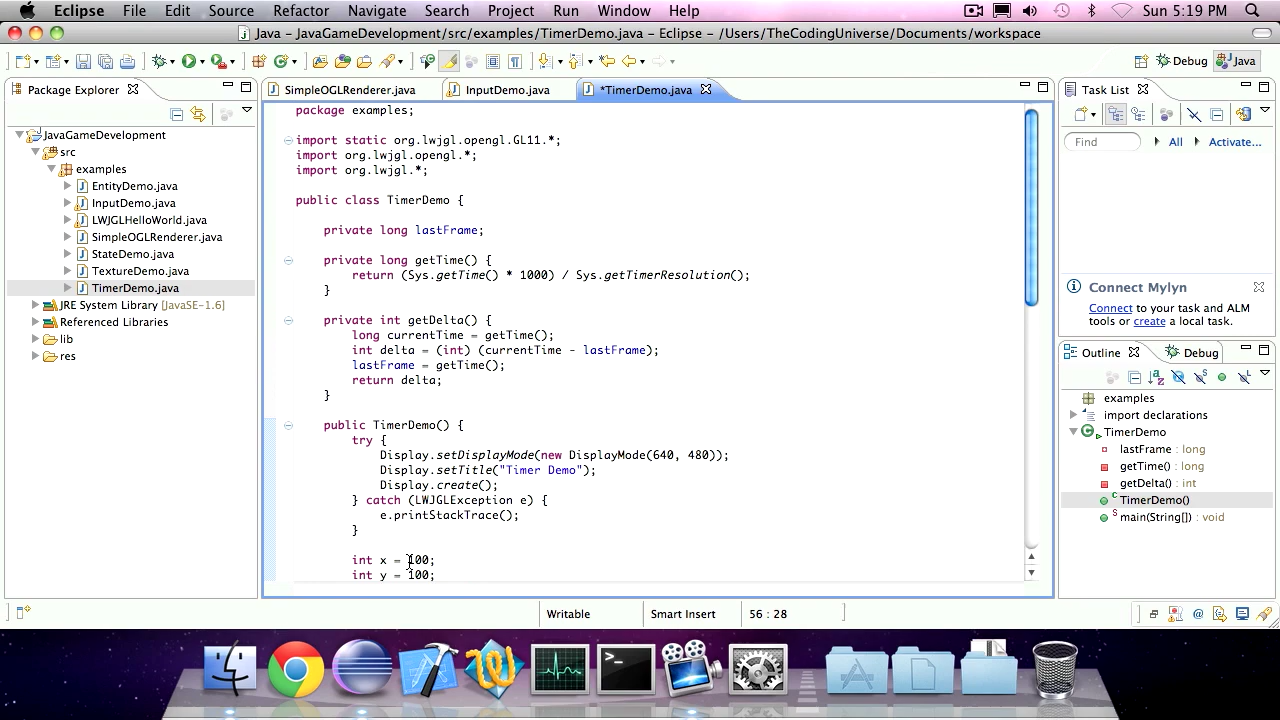 Eclipse File Edit Source Refactor Navigate Search Project Run Window Help Sun 5:19 PM
Java – JavaGameDevelopment/src/examples/TimerDemo.java – Eclipse – /Users/TheCodingUniverse/Documents/workspace
Debug Java
Package Explorer
JavaGameDevelopment
src
examples
EntityDemo.java
InputDemo.java
LWJGLHelloWorld.java
SimpleOGLRenderer.java
StateDemo.java
TextureDemo.java
TimerDemo.java
JRE System Library [JavaSE-1.6]
Referenced Libraries
lib
res
SimpleOGLRenderer.java InputDemo.java *TimerDemo.java
package examples;
import static org.lwjgl.opengl.GL11.*;
import org.lwjgl.opengl.*;
import org.lwjgl.*;
public class TimerDemo {
private long lastFrame;
private long getTime() {
return (Sys.getTime() * 1000) / Sys.getTimerResolution();
}
private int getDelta() {
long currentTime = getTime();
int delta = (int) (currentTime - lastFrame);
lastFrame = getTime();
return delta;
}
public TimerDemo() {
try {
Display.setDisplayMode(new DisplayMode(640, 480));
Display.setTitle("Timer Demo");
Display.create();
} catch (LWJGLException e) {
e.printStackTrace();
}
int x = 100;
int y = 100;
Task List
Find All Activate...
Connect Mylyn
Connect to your task and ALM
tools or create a local task.
Outline Debug
examples
import declarations
TimerDemo
lastFrame : long
getTime() : long
getDelta() : int
TimerDemo()
main(String[]) : void
Writable Smart Insert 56 : 28